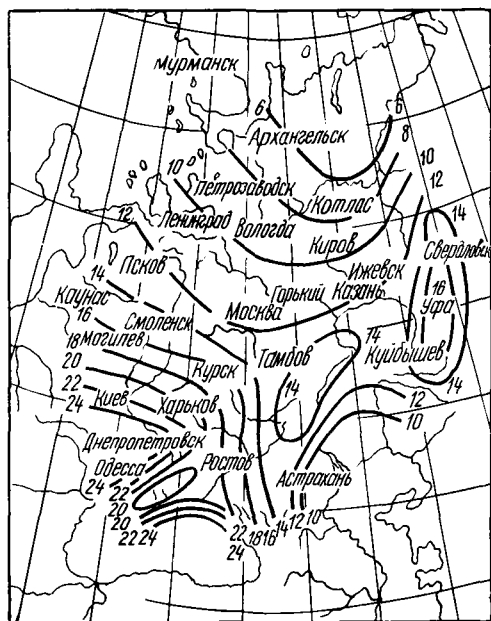 Мурманск
6
6
Архангельск
8
10
Петрозаводск
10
12
Котлас
12
Ленинград
Вологда
14
Киров
Свердловск
Псков
Ижевск
14
Горький
Казань
16
Каунас
Москва
Уфа
16
Смоленск
14
18
Могилев
Тамбов
Куйбышев
20
Курск
14
14
22
12
24
Киев
Харьков
10
Днепропетровск
Одесса
Ростов
Астрахань
24
22
20
20
22
24
22
24
18
16
14
12
10